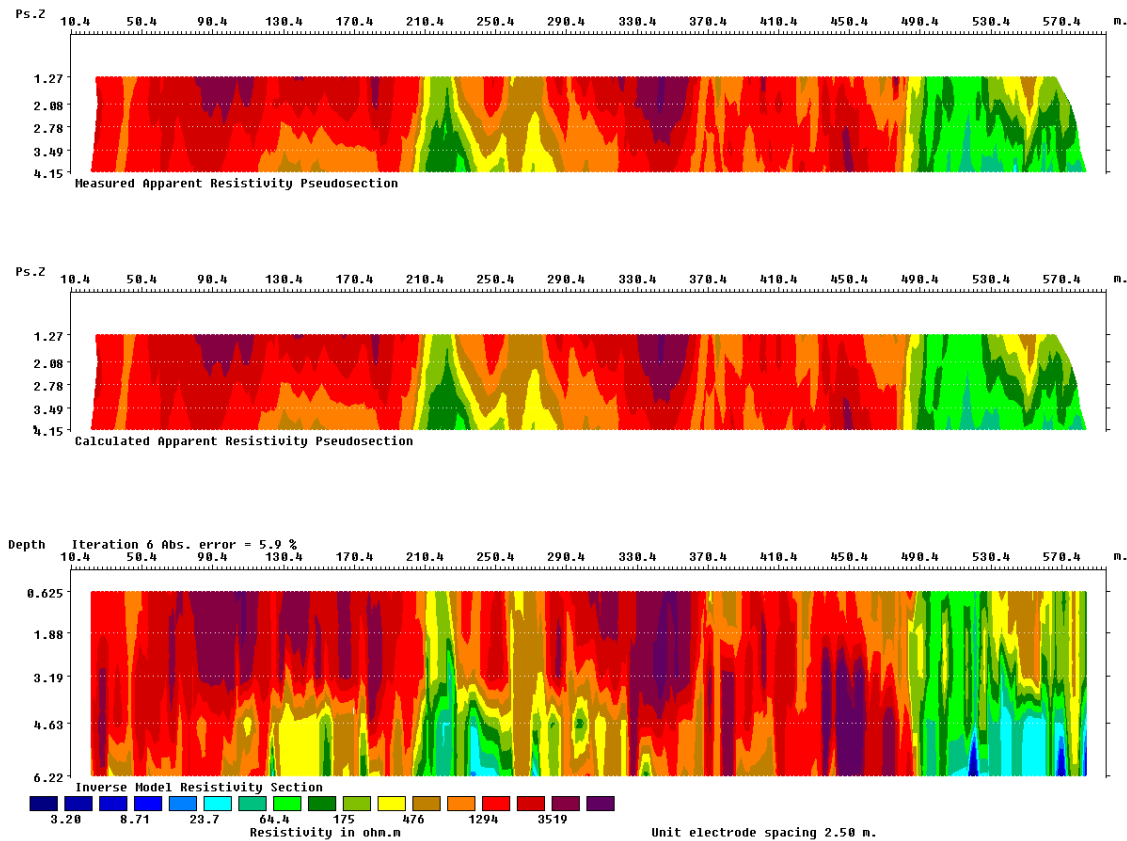 Ps.Z
10.4 50.4 90.4 130.4 170.4 210.4 250.4 290.4 330.4 370.4 410.4 450.4 490.4 530.4 570.4 m.
1.27
2.08
2.78
3.49
4.15
Measured Apparent Resistivity Pseudosection
Ps.Z
10.4 50.4 90.4 130.4 170.4 210.4 250.4 290.4 330.4 370.4 410.4 450.4 490.4 530.4 570.4 m.
1.27
2.08
2.78
3.49
4.15
Calculated Apparent Resistivity Pseudosection
Depth Iteration 6 Abs. error = 5.9 %
10.4 50.4 90.4 130.4 170.4 210.4 250.4 290.4 330.4 370.4 410.4 450.4 490.4 530.4 570.4 m.
0.625
1.88
3.19
4.63
6.22
Inverse Model Resistivity Section
3.20 8.71 23.7 64.4 175 476 1294 3519
Resistivity in ohm.m Unit electrode spacing 2.50 m.